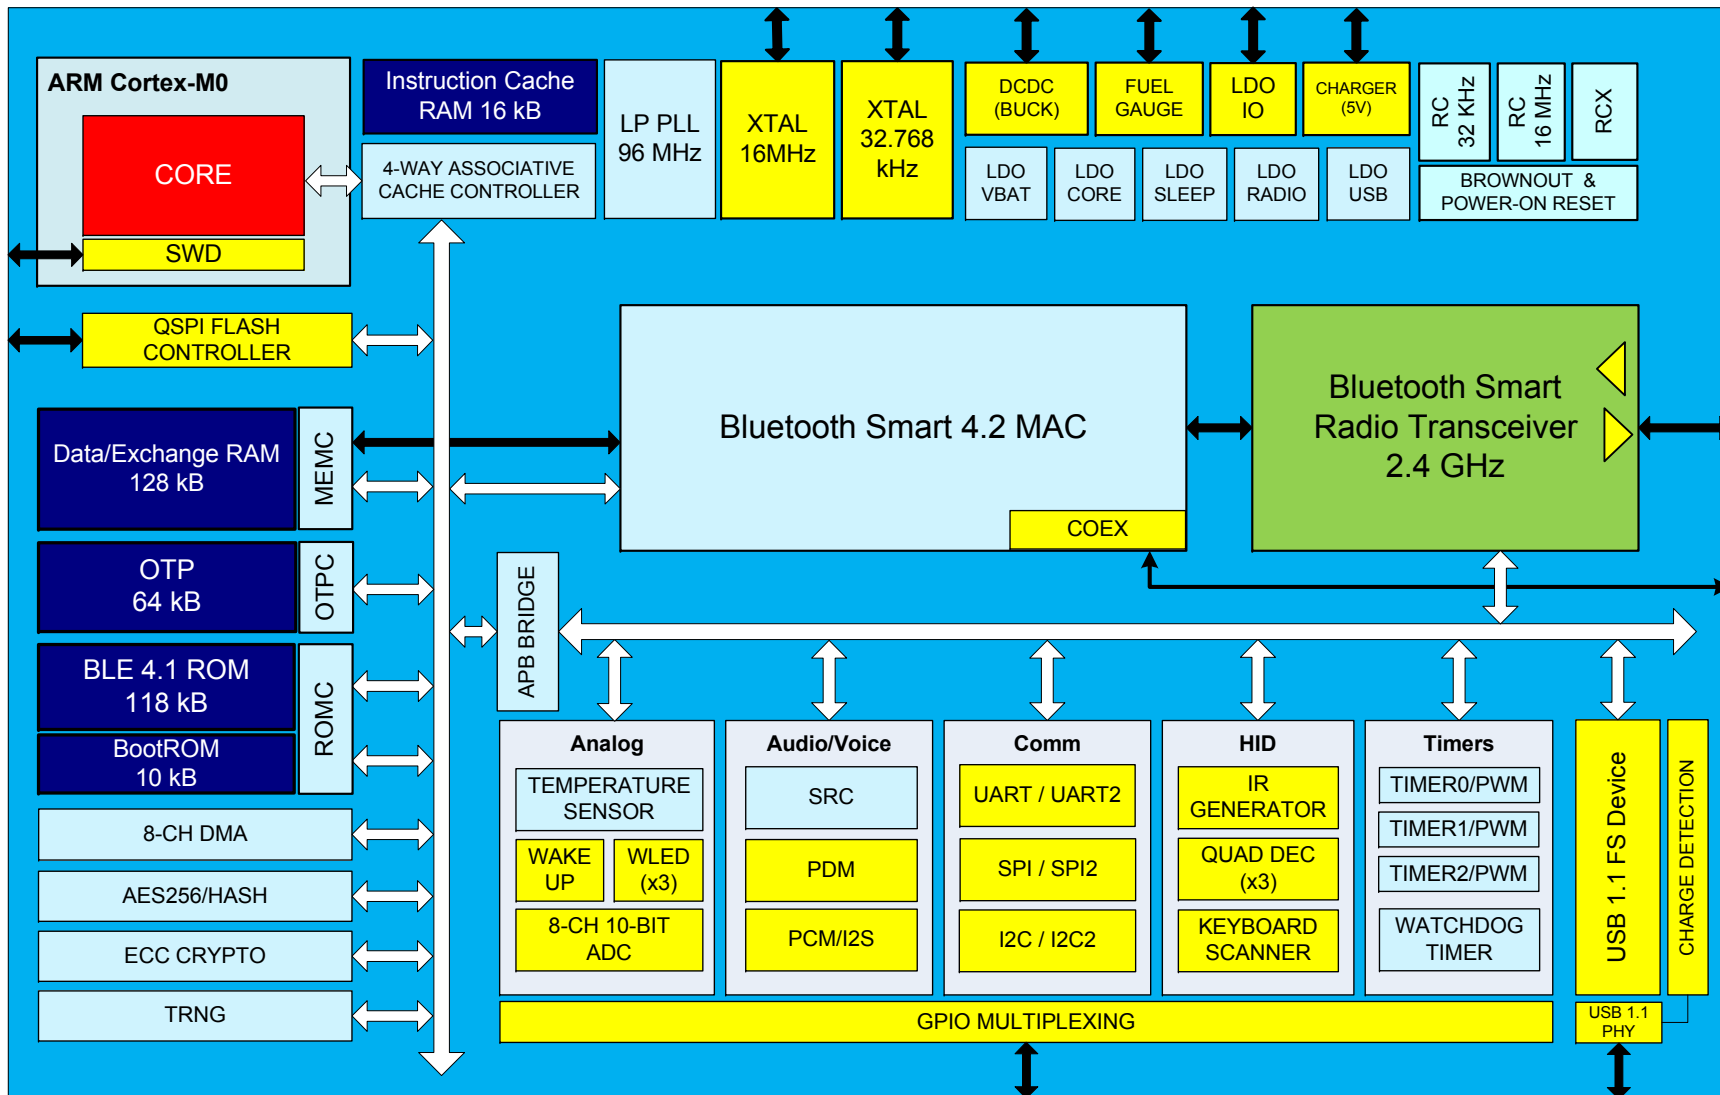 ARM Cortex-M0
CORE
SWD
Instruction Cache
RAM 16 kB
4-WAY ASSOCIATIVE
CACHE CONTROLLER
LP PLL
96 MHz
XTAL
16MHz
XTAL
32.768
kHz
DCDC
(BUCK)
FUEL
GAUGE
LDO
IO
CHARGER
(5V)
LDO
VBAT
LDO
CORE
LDO
SLEEP
LDO
RADIO
LDO
USB
RC
32 KHz
RC
16 MHz
RCX
BROWNOUT &
POWER-ON RESET
QSPI FLASH
CONTROLLER
Data/Exchange RAM
128 kB
MEMC
OTP
64 kB
OTPC
BLE 4.1 ROM
118 kB
BootROM
10 kB
ROMC
8-CH DMA
AES256/HASH
ECC CRYPTO
TRNG
Bluetooth Smart 4.2 MAC
COEX
Bluetooth Smart
Radio Transceiver
2.4 GHz
APB BRIDGE
Analog
TEMPERATURE
SENSOR
WAKE
UP
WLED
(x3)
8-CH 10-BIT
ADC
Audio/Voice
SRC
PDM
PCM/I2S
Comm
UART / UART2
SPI / SPI2
I2C / I2C2
HID
IR
GENERATOR
QUAD DEC
(x3)
KEYBOARD
SCANNER
Timers
TIMER0/PWM
TIMER1/PWM
TIMER2/PWM
WATCHDOG
TIMER
USB 1.1 FS Device
CHARGE DETECTION
GPIO MULTIPLEXING
USB 1.1
PHY